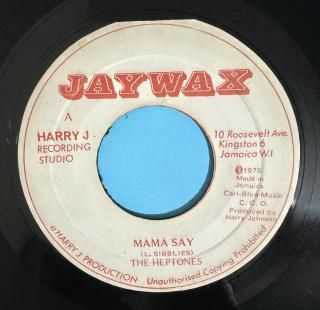 JAYWAX
A
HARRY J
RECORDING
STUDIO
10 Roosevelt Ave.
Kingston 6
Jamaica W.I.
Ⓢ1975
Made in
Jamaica
Cari-Blue-Music
C. C. O.
Produced by
Harry Johnson
MAMA SAY
(L. SIBBLIES)
THE HEPTONES
a HARRY J PRODUCTION Unauthorised Copying Prohibited